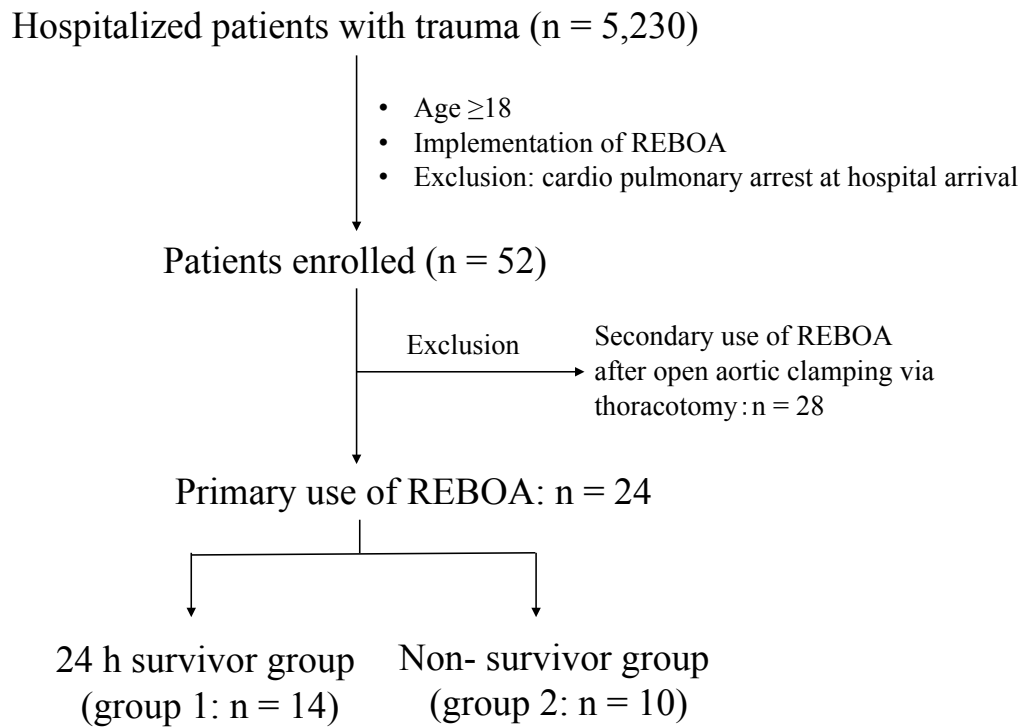 Hospitalized patients with trauma (n = 5,230)
• Age ≥18
• Implementation of REBOA
• Exclusion: cardio pulmonary arrest at hospital arrival
Patients enrolled (n = 52)
Exclusion
Secondary use of REBOA
after open aortic clamping via
thoracotomy: n = 28
Primary use of REBOA: n = 24
24 h survivor group
(group 1: n = 14)
Non- survivor group
(group 2: n = 10)